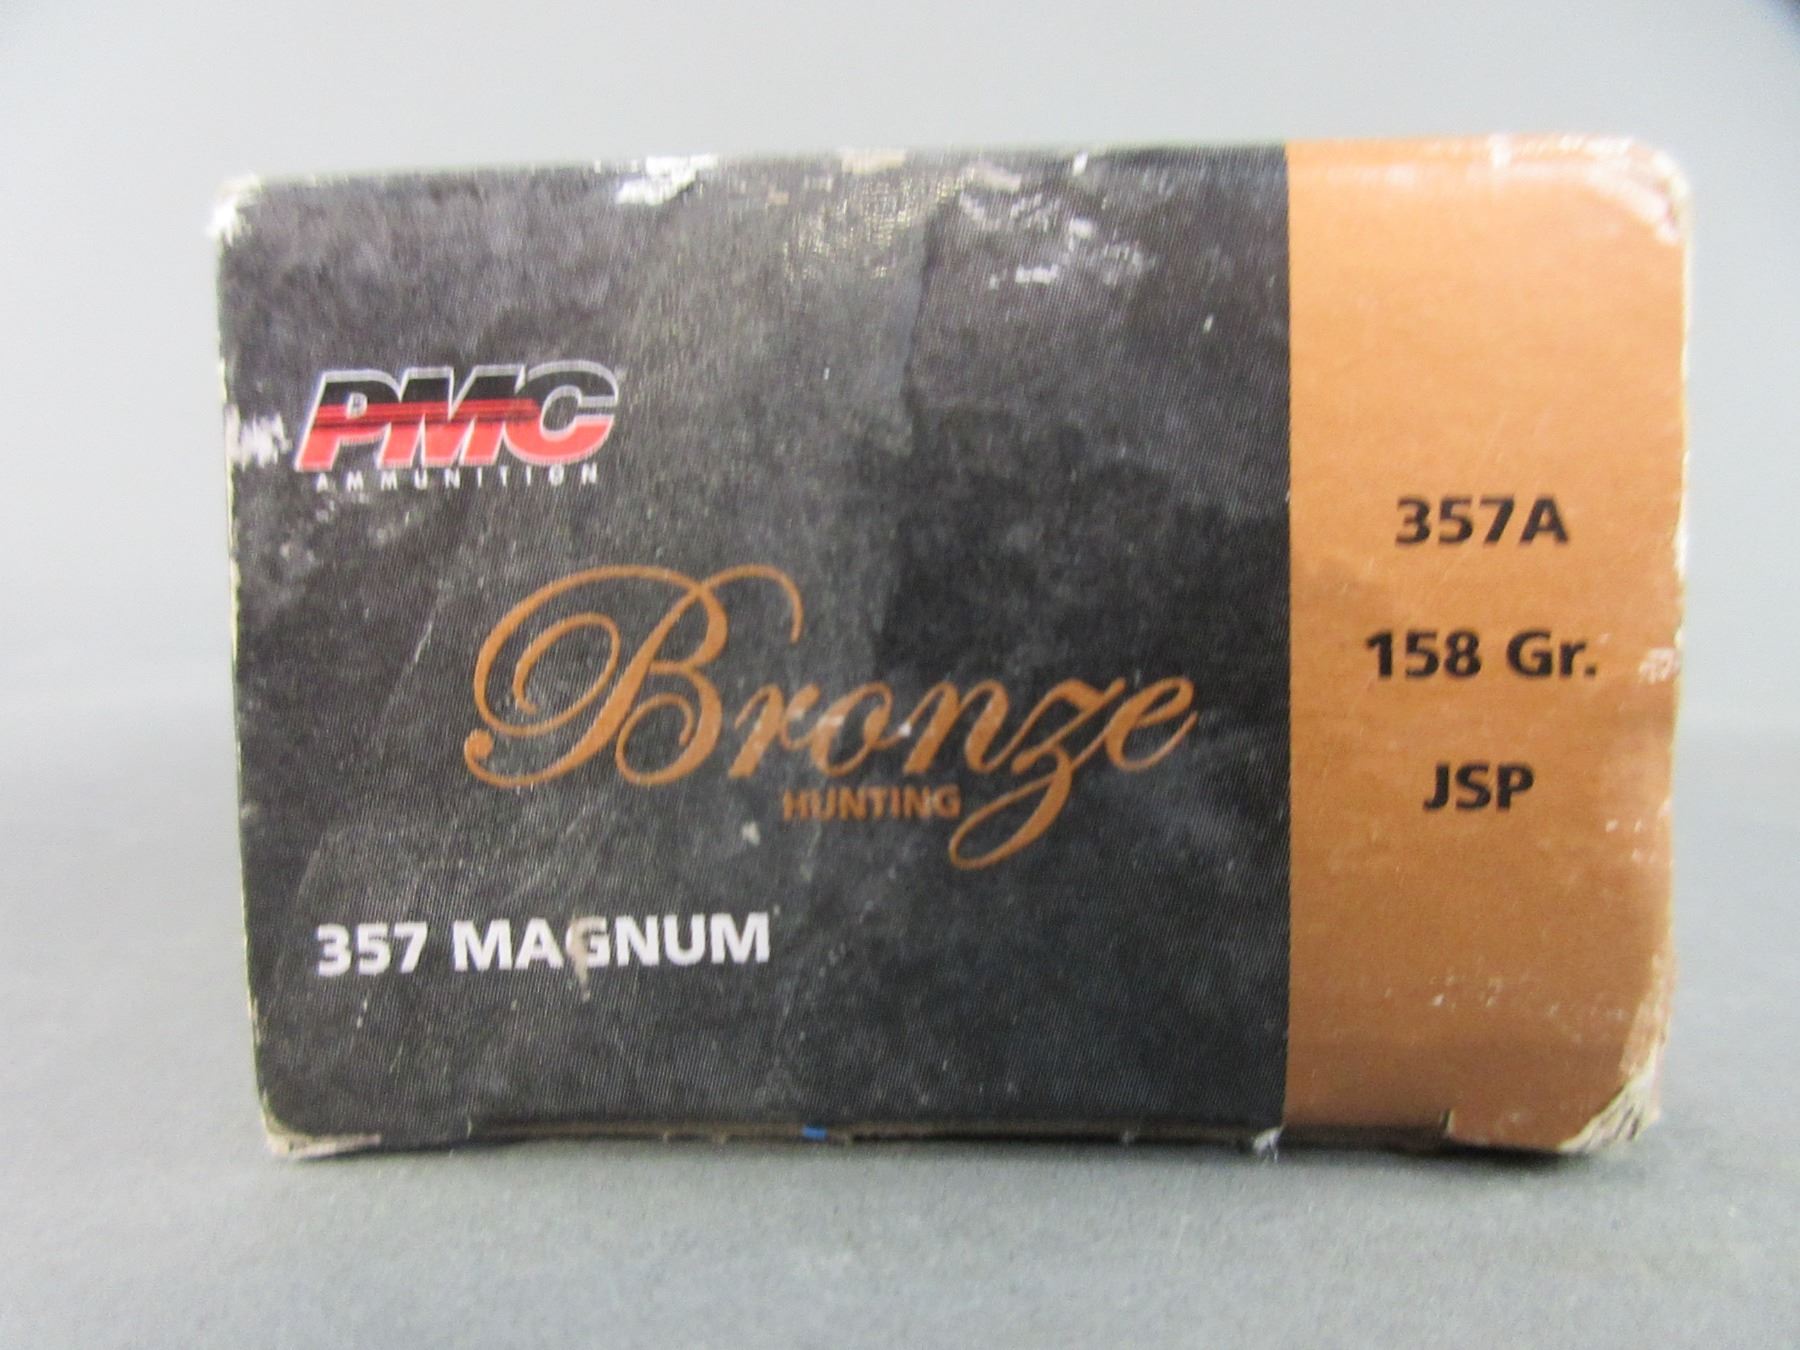 PMC
AMMUNITION
Bronze
HUNTING
357 MAGNUM
357A
158 Gr.
JSP